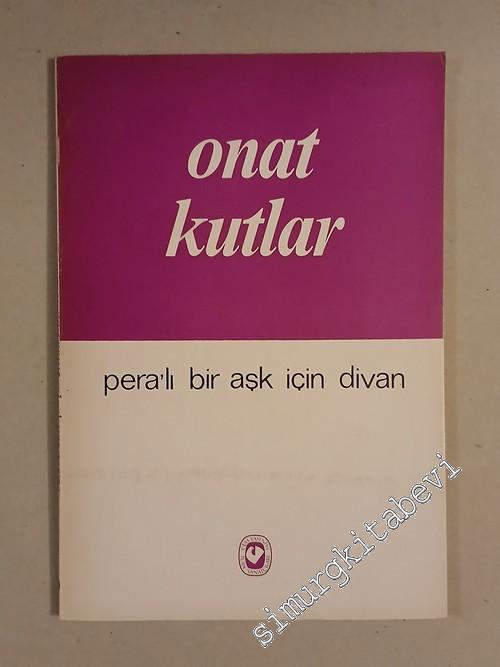 onat
kutlar
pera'lı bir aşk için divan
simurgkitabevi